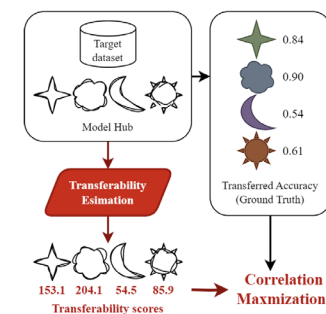 Target
dataset
Model Hub
0.84
0.90
0.54
0.61
Transferred Accuracy
(Ground Truth)
Transferability
Esimation
153.1 204.1 54.5 85.9
Transferability scores
Correlation
Maxmization